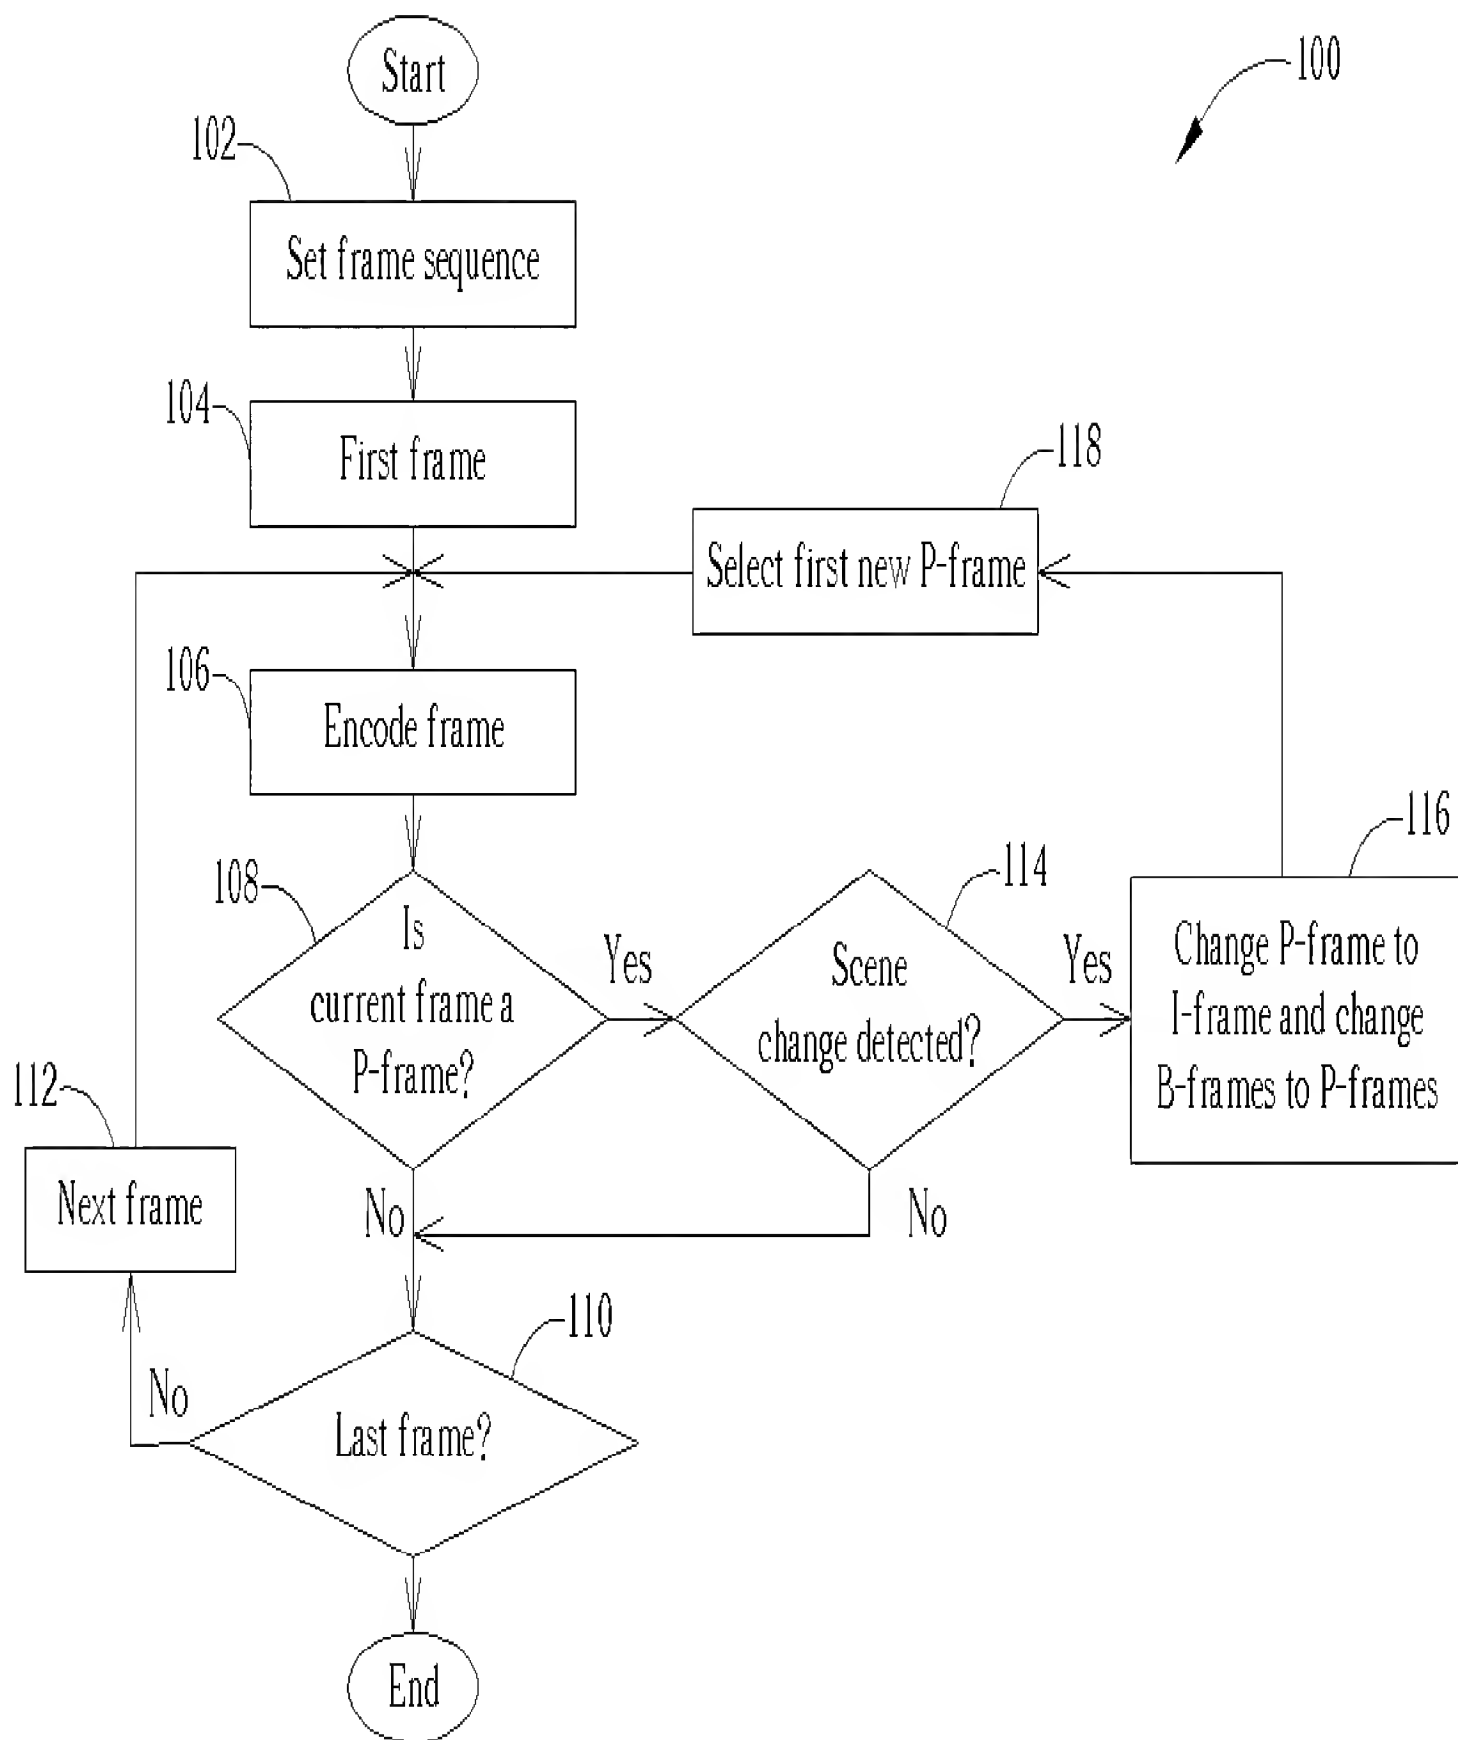 Start
100
102
Set frame sequence
104
First frame
118
Select first new P-frame
106
Encode frame
116
108
114
Is
current frame a
P-frame?
Yes
Scene
change detected?
Yes
Change P-frame to
I-frame and change
B-frames to P-frames
112
Next frame
No
No
110
No
Last frame?
End